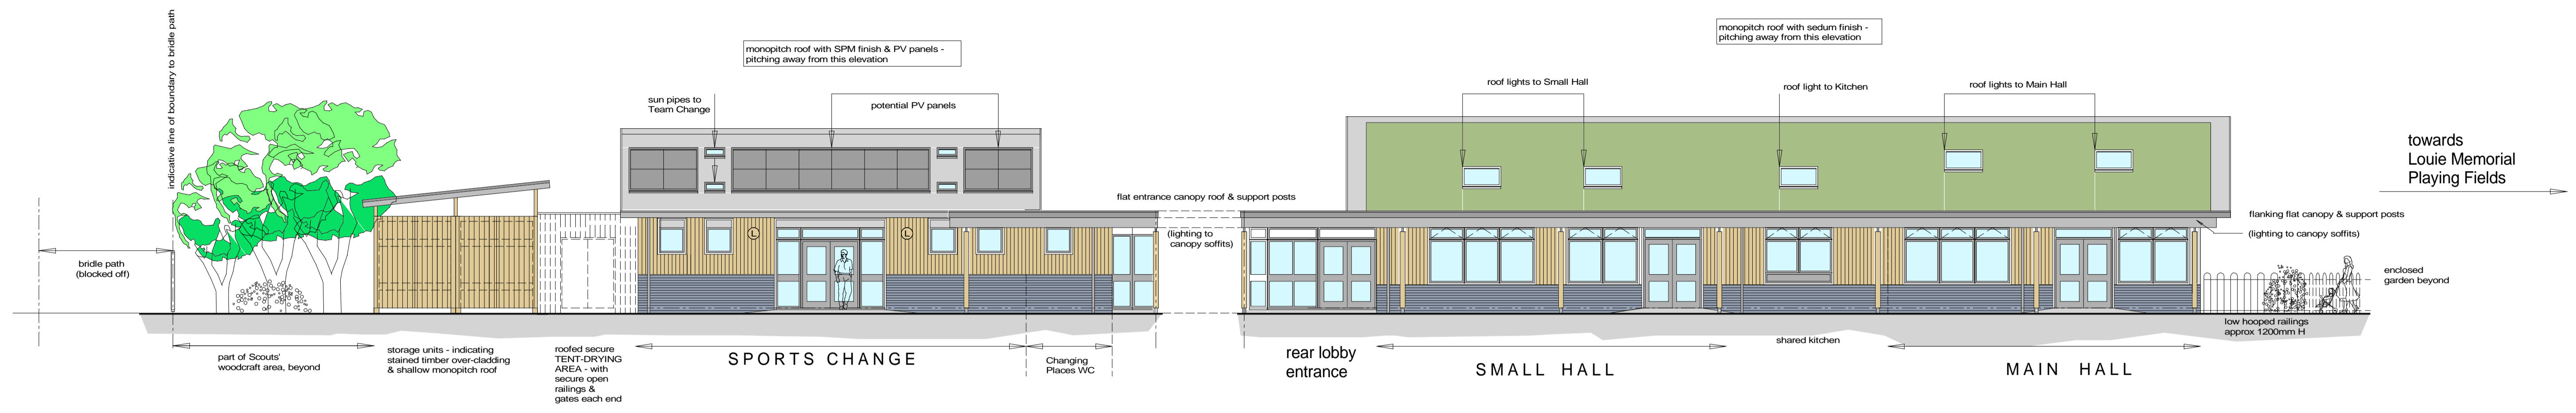 indicative line of boundary to bridle path
monopitch roof with SPM finish & PV panels -
pitching away from this elevation
monopitch roof with sedum finish -
pitching away from this elevation
sun pipes to
Team Change
potential PV panels
roof lights to Small Hall
roof light to Kitchen
roof lights to Main Hall
towards
Louie Memorial
Playing Fields
flat entrance canopy roof & support posts
(lighting to
canopy soffits)
flanking flat canopy & support posts
(lighting to canopy soffits)
bridle path
(blocked off)
L
L
enclosed
garden beyond
low hooped railings
approx 1200mm H
part of Scouts'
woodcraft area, beyond
storage units - indicating
stained timber over-cladding
& shallow monopitch roof
roofed secure
TENT-DRYING
AREA - with
secure open
railings &
gates each end
SPORTS CHANGE
Changing
Places WC
rear lobby
entrance
SMALL HALL
shared kitchen
MAIN HALL